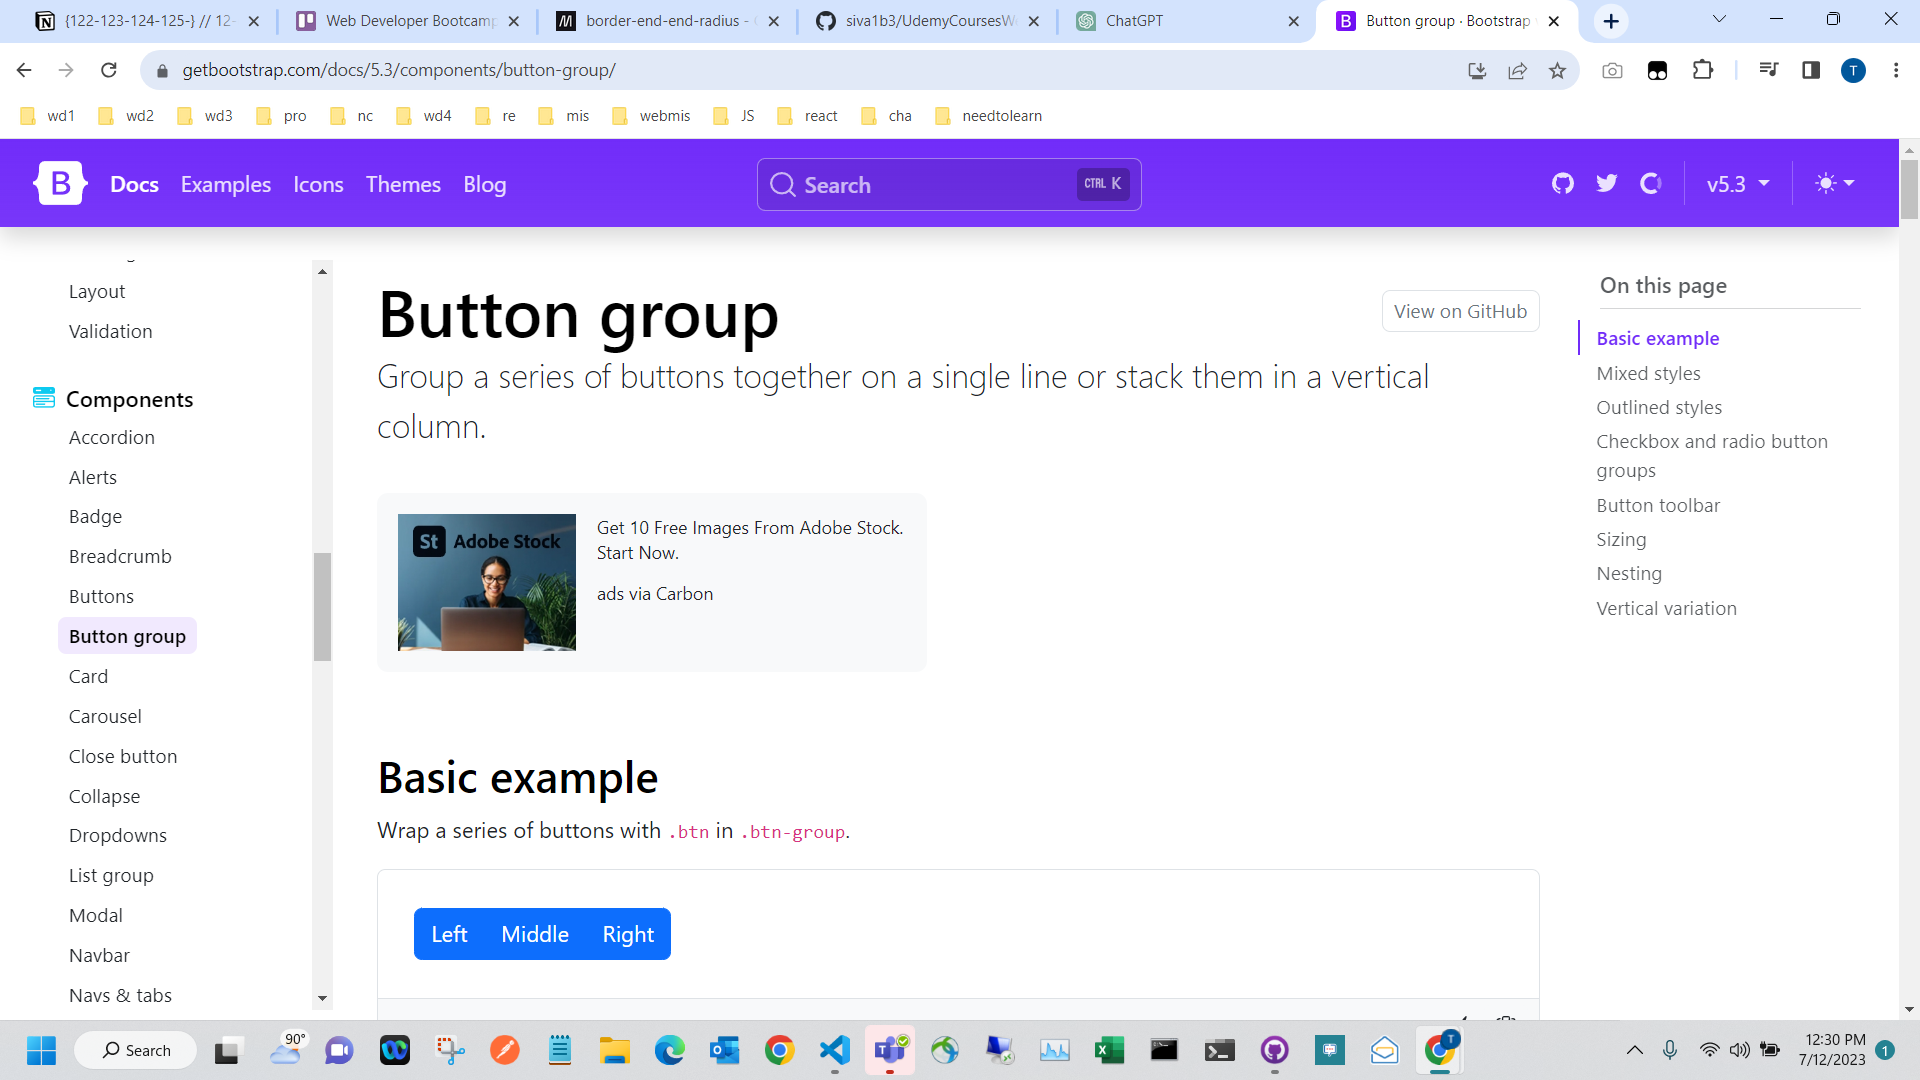 {122-123-124-125-} // 12-
Web Developer Bootcamp
border-end-end-radius -
siva1b3/UdemyCoursesWe
ChatGPT
Button group · Bootstrap
getbootstrap.com/docs/5.3/components/button-group/
T
wd1
wd2
wd3
pro
nc
wd4
re
mis
webmis
JS
react
cha
needtolearn
B
Docs
Examples
Icons
Themes
Blog
Search
CTRL K
v5.3
Layout
Validation
Components
Accordion
Alerts
Badge
Breadcrumb
Buttons
Button group
Card
Carousel
Close button
Collapse
Dropdowns
List group
Modal
Navbar
Navs & tabs
Button group
View on GitHub
Group a series of buttons together on a single line or stack them in a vertical
column.
St Adobe Stock
Get 10 Free Images From Adobe Stock.
Start Now.
ads via Carbon
Basic example
Wrap a series of buttons with .btn in .btn-group.
Left
Middle
Right
On this page
Basic example
Mixed styles
Outlined styles
Checkbox and radio button
groups
Button toolbar
Sizing
Nesting
Vertical variation
Search
90°
T
12:30 PM
7/12/2023
1